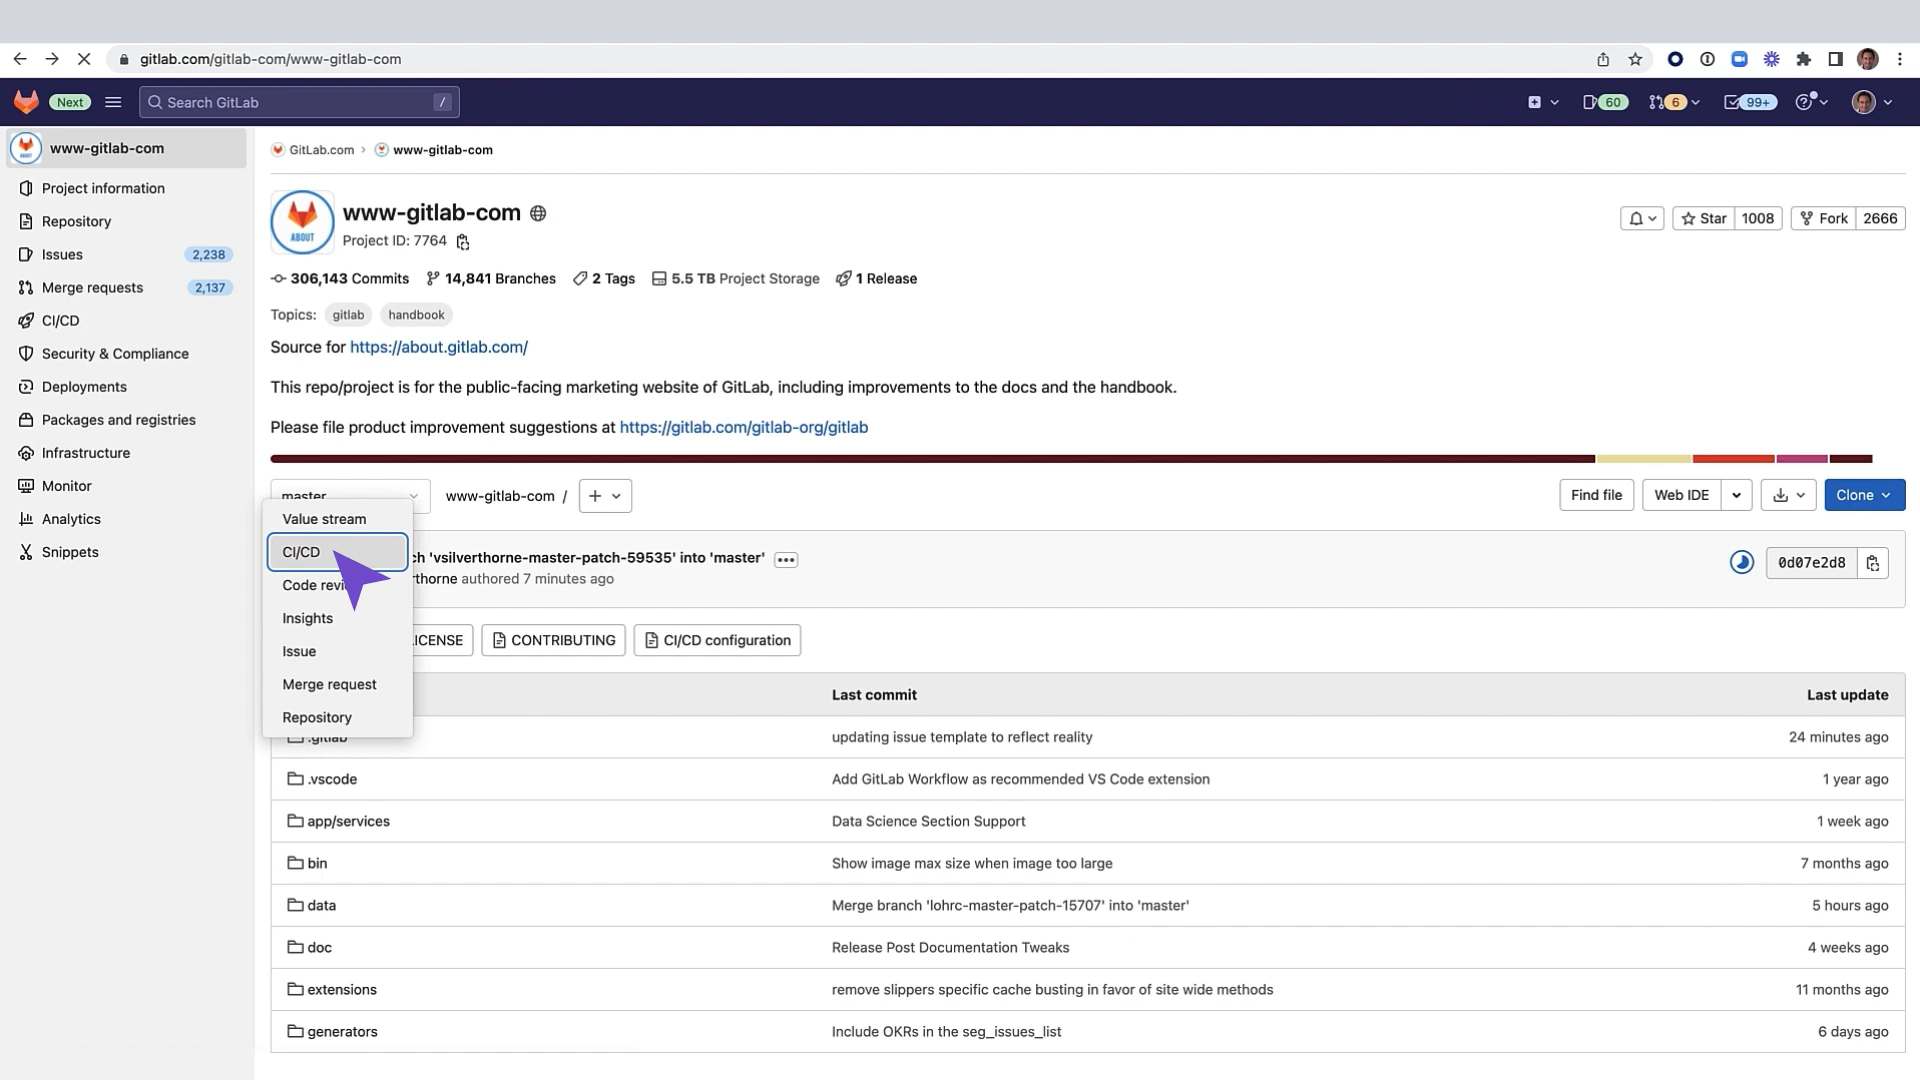 gitlab.com/gitlab-com/www-gitlab-com
Next
Search GitLab /
60
6
99+
www-gitlab-com
Project information
Repository
Issues 2,238
Merge requests 2,137
CI/CD
Security & Compliance
Deployments
Packages and registries
Infrastructure
Monitor
Analytics
Snippets
Value stream
CI/CD
Code
Insights
Issue
Merge request
Repository
GitLab.com › www-gitlab-com
ABOUT
www-gitlab-com
Project ID: 7764
Star 1008
Fork 2666
306,143 Commits 14,841 Branches 2 Tags 5.5 TB Project Storage 1 Release
Topics: gitlab handbook
Source for https://about.gitlab.com/
This repo/project is for the public-facing marketing website of GitLab, including improvements to the docs and the handbook.
Please file product improvement suggestions at https://gitlab.com/gitlab-org/gitlab
master www-gitlab-com / +
Find file Web IDE Clone
'vsilverthorne-master-patch-59535' into 'master' •••
authored 7 minutes ago
0d07e2d8
CONTRIBUTING CI/CD configuration
Last commit Last update
.gitlab updating issue template to reflect reality 24 minutes ago
.vscode Add GitLab Workflow as recommended VS Code extension 1 year ago
app/services Data Science Section Support 1 week ago
bin Show image max size when image too large 7 months ago
data Merge branch 'lohrc-master-patch-15707' into 'master' 5 hours ago
doc Release Post Documentation Tweaks 4 weeks ago
extensions remove slippers specific cache busting in favor of site wide methods 11 months ago
generators Include OKRs in the seg_issues_list 6 days ago